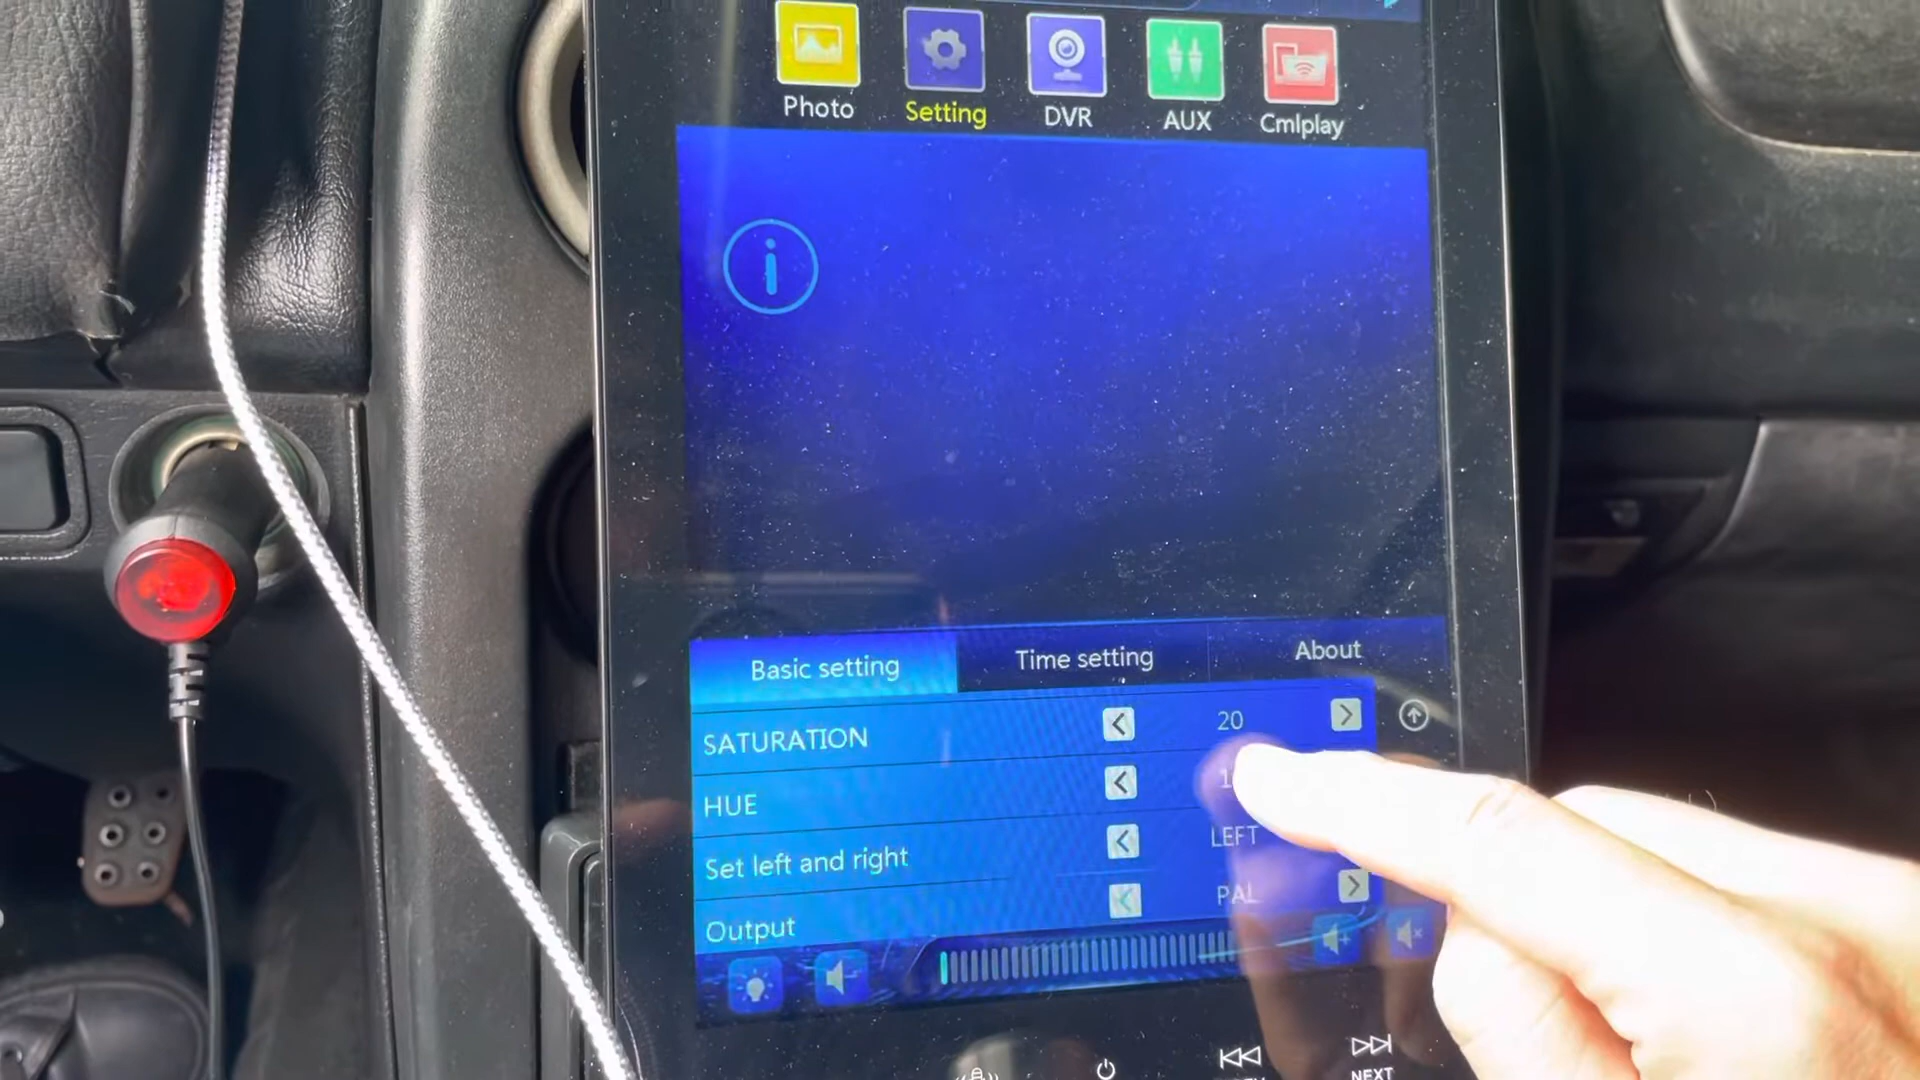 Photo
Setting
DVR
AUX
Cmlplay
Basic setting
Time setting
About
SATURATION
20
HUE
Set left and right
LEFT
Output
PAL
NEXT